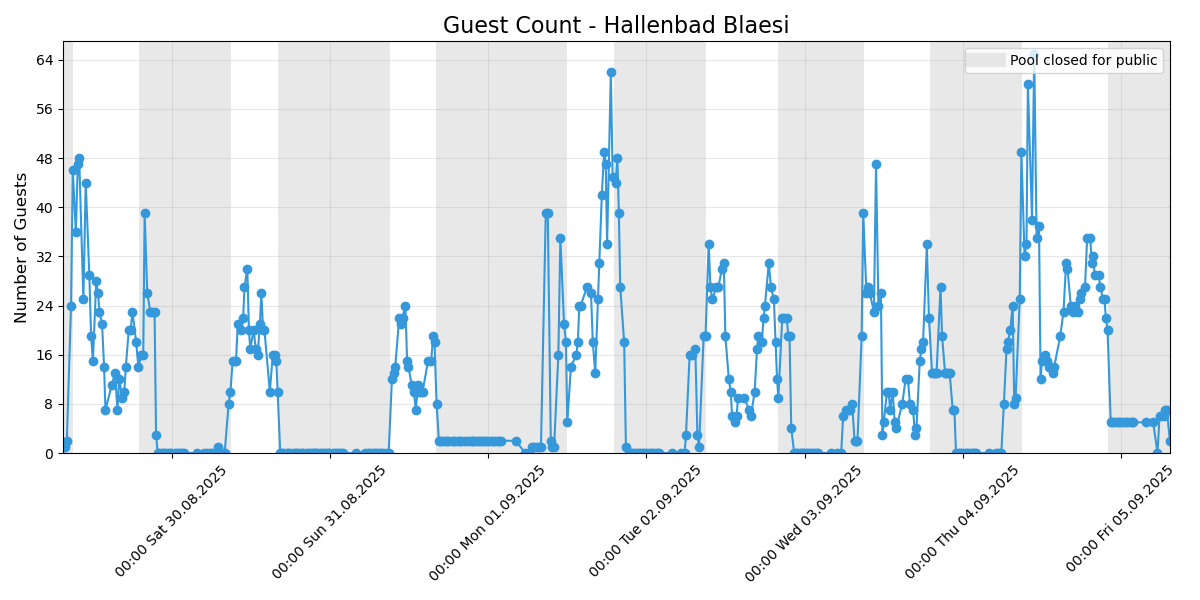 Guest Count - Hallenbad Blaesi
Pool closed for public
Number of Guests
64
56
48
40
32
24
16
8
0
00:00 Sat 30.08.2025
00:00 Sun 31.08.2025
00:00 Mon 01.09.2025
00:00 Tue 02.09.2025
00:00 Wed 03.09.2025
00:00 Thu 04.09.2025
00:00 Fri 05.09.2025